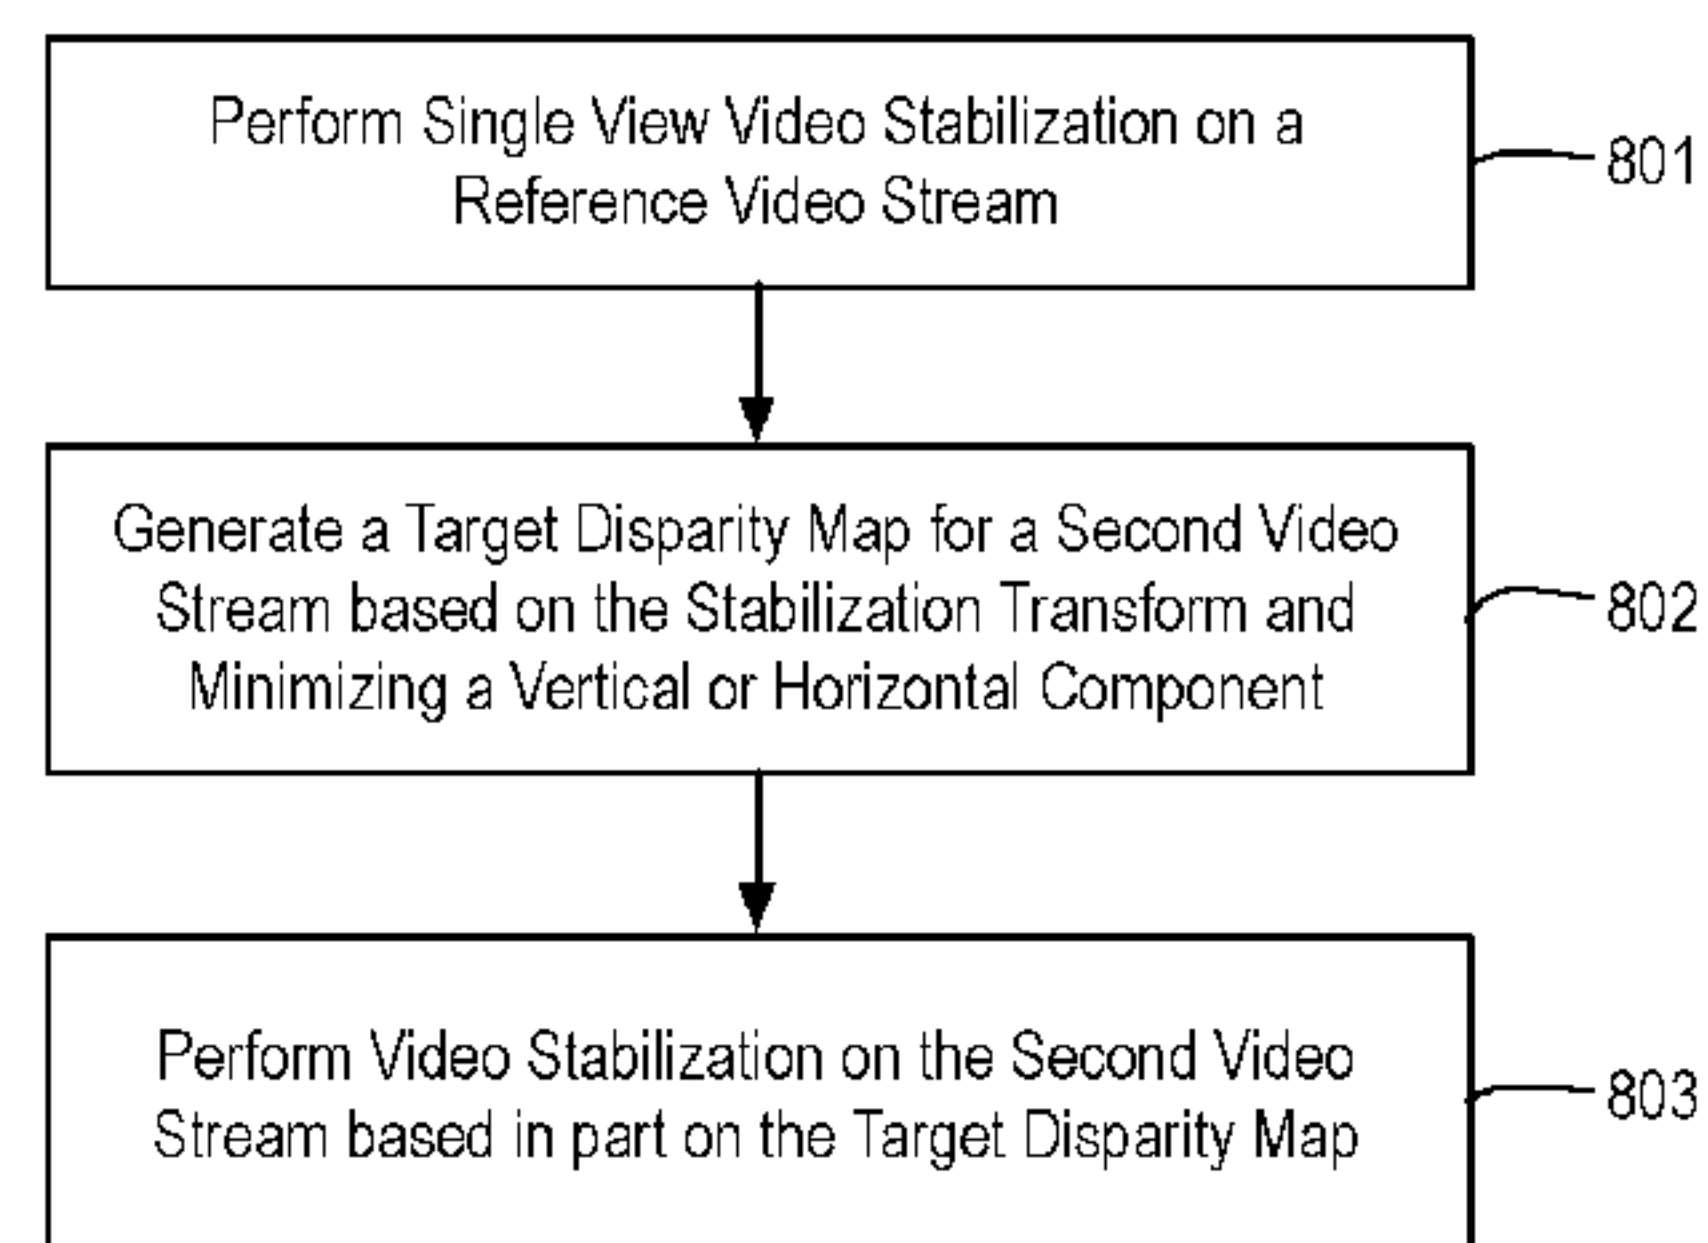 Perform Single View Video Stabilization on a
Reference Video Stream
801
Generate a Target Disparity Map for a Second Video
Stream based on the Stabilization Transform and
Minimizing a Vertical or Horizontal Component
802
Perform Video Stabilization on the Second Video
Stream based in part on the Target Disparity Map
803